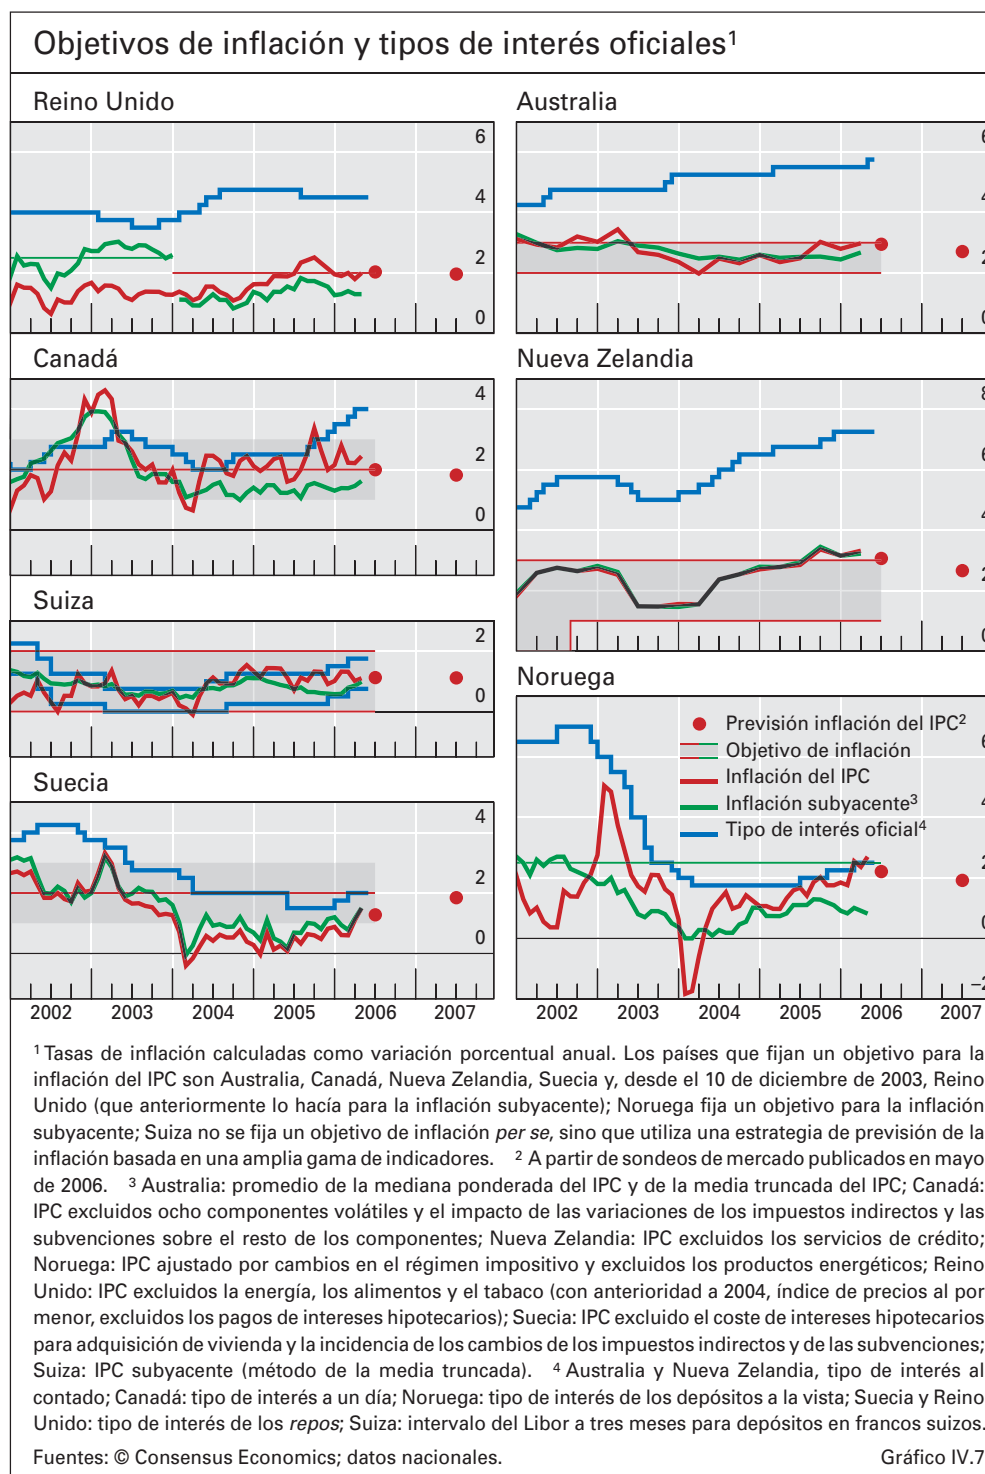 Objetivos de inflación y tipos de interés oficiales1
Reino Unido
6
4
2
0
Australia
6
4
2
0
Canadá
4
2
0
Nueva Zelandia
8
6
4
2
0
Suiza
2
0
Noruega
Previsión inflación del IPC2
Objetivo de inflación
Inflación del IPC
Inflación subyacente3
Tipo de interés oficial4
6
4
2
0
–2
Suecia
4
2
0
2002 2003 2004 2005 2006 2007
2002 2003 2004 2005 2006 2007
1 Tasas de inflación calculadas como variación porcentual anual. Los países que fijan un objetivo para la
inflación del IPC son Australia, Canadá, Nueva Zelandia, Suecia y, desde el 10 de diciembre de 2003, Reino
Unido (que anteriormente lo hacía para la inflación subyacente); Noruega fija un objetivo para la inflación
subyacente; Suiza no se fija un objetivo de inflación per se, sino que utiliza una estrategia de previsión de la
inflación basada en una amplia gama de indicadores. 2 A partir de sondeos de mercado publicados en mayo
de 2006. 3 Australia: promedio de la mediana ponderada del IPC y de la media truncada del IPC; Canadá:
IPC excluidos ocho componentes volátiles y el impacto de las variaciones de los impuestos indirectos y las
subvenciones sobre el resto de los componentes; Nueva Zelandia: IPC excluidos los servicios de crédito;
Noruega: IPC ajustado por cambios en el régimen impositivo y excluidos los productos energéticos; Reino
Unido: IPC excluidos la energía, los alimentos y el tabaco (con anterioridad a 2004, índice de precios al por
menor, excluidos los pagos de intereses hipotecarios); Suecia: IPC excluido el coste de intereses hipotecarios
para adquisición de vivienda y la incidencia de los cambios de los impuestos indirectos y de las subvenciones;
Suiza: IPC subyacente (método de la media truncada). 4 Australia y Nueva Zelandia, tipo de interés al
contado; Canadá: tipo de interés a un día; Noruega: tipo de interés de los depósitos a la vista; Suecia y Reino
Unido: tipo de interés de los repos; Suiza: intervalo del Libor a tres meses para depósitos en francos suizos.
Fuentes: © Consensus Economics; datos nacionales.
Gráfico IV.7